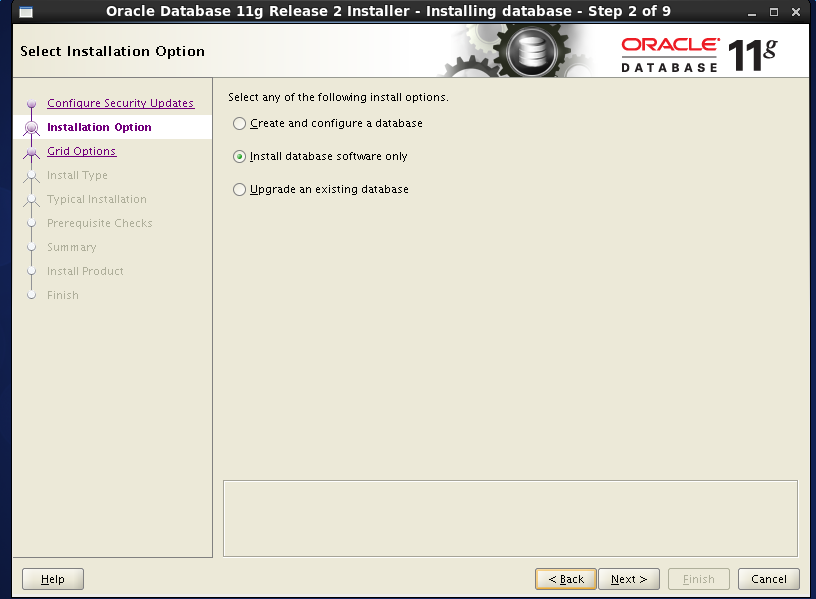 Oracle Database 11g Release 2 Installer - Installing database - Step 2 of 9
Select Installation Option
ORACLE
DATABASE
11g
Configure Security Updates
Installation Option
Grid Options
Install Type
Typical Installation
Prerequisite Checks
Summary
Install Product
Finish
Select any of the following install options.
Create and configure a database
Install database software only
Upgrade an existing database
Help
< Back
Next >
Finish
Cancel